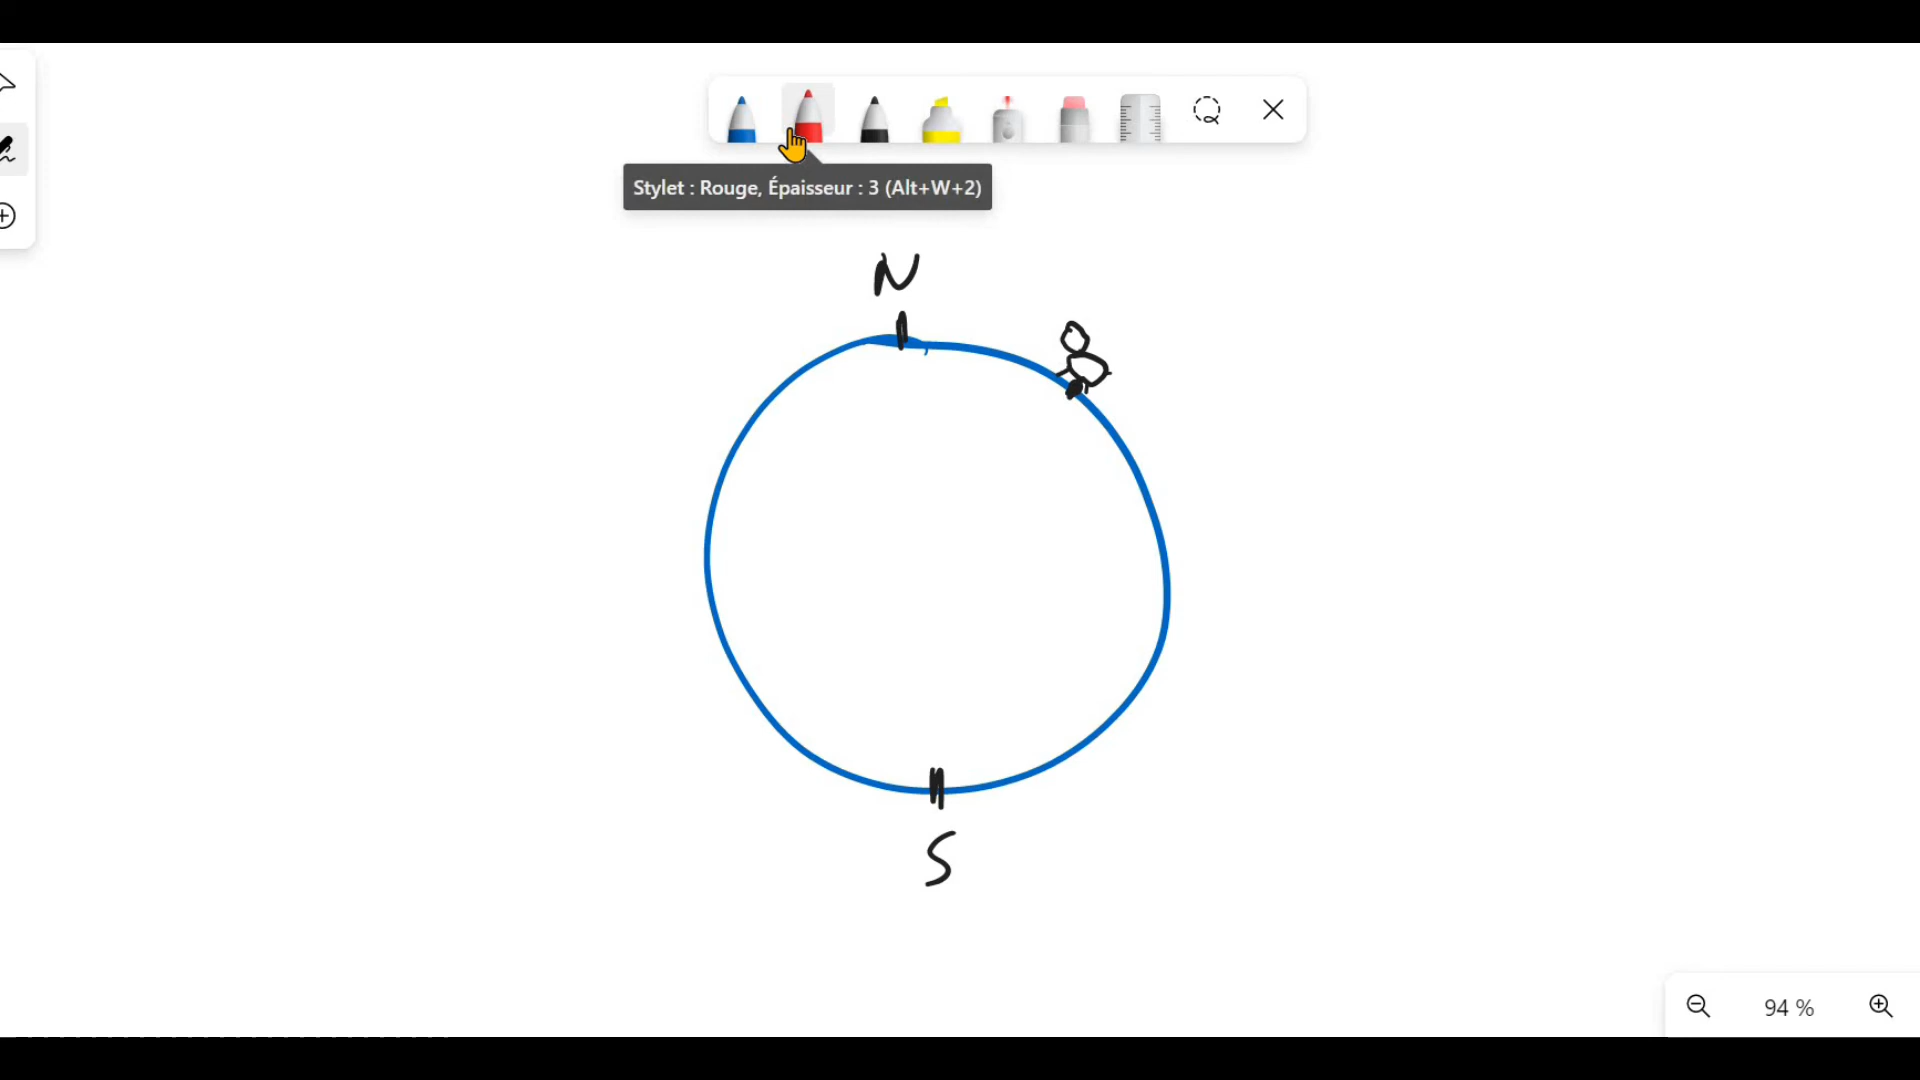 Stylet : Rouge, Épaisseur : 3 (Alt+W+2)
N
S
94 %